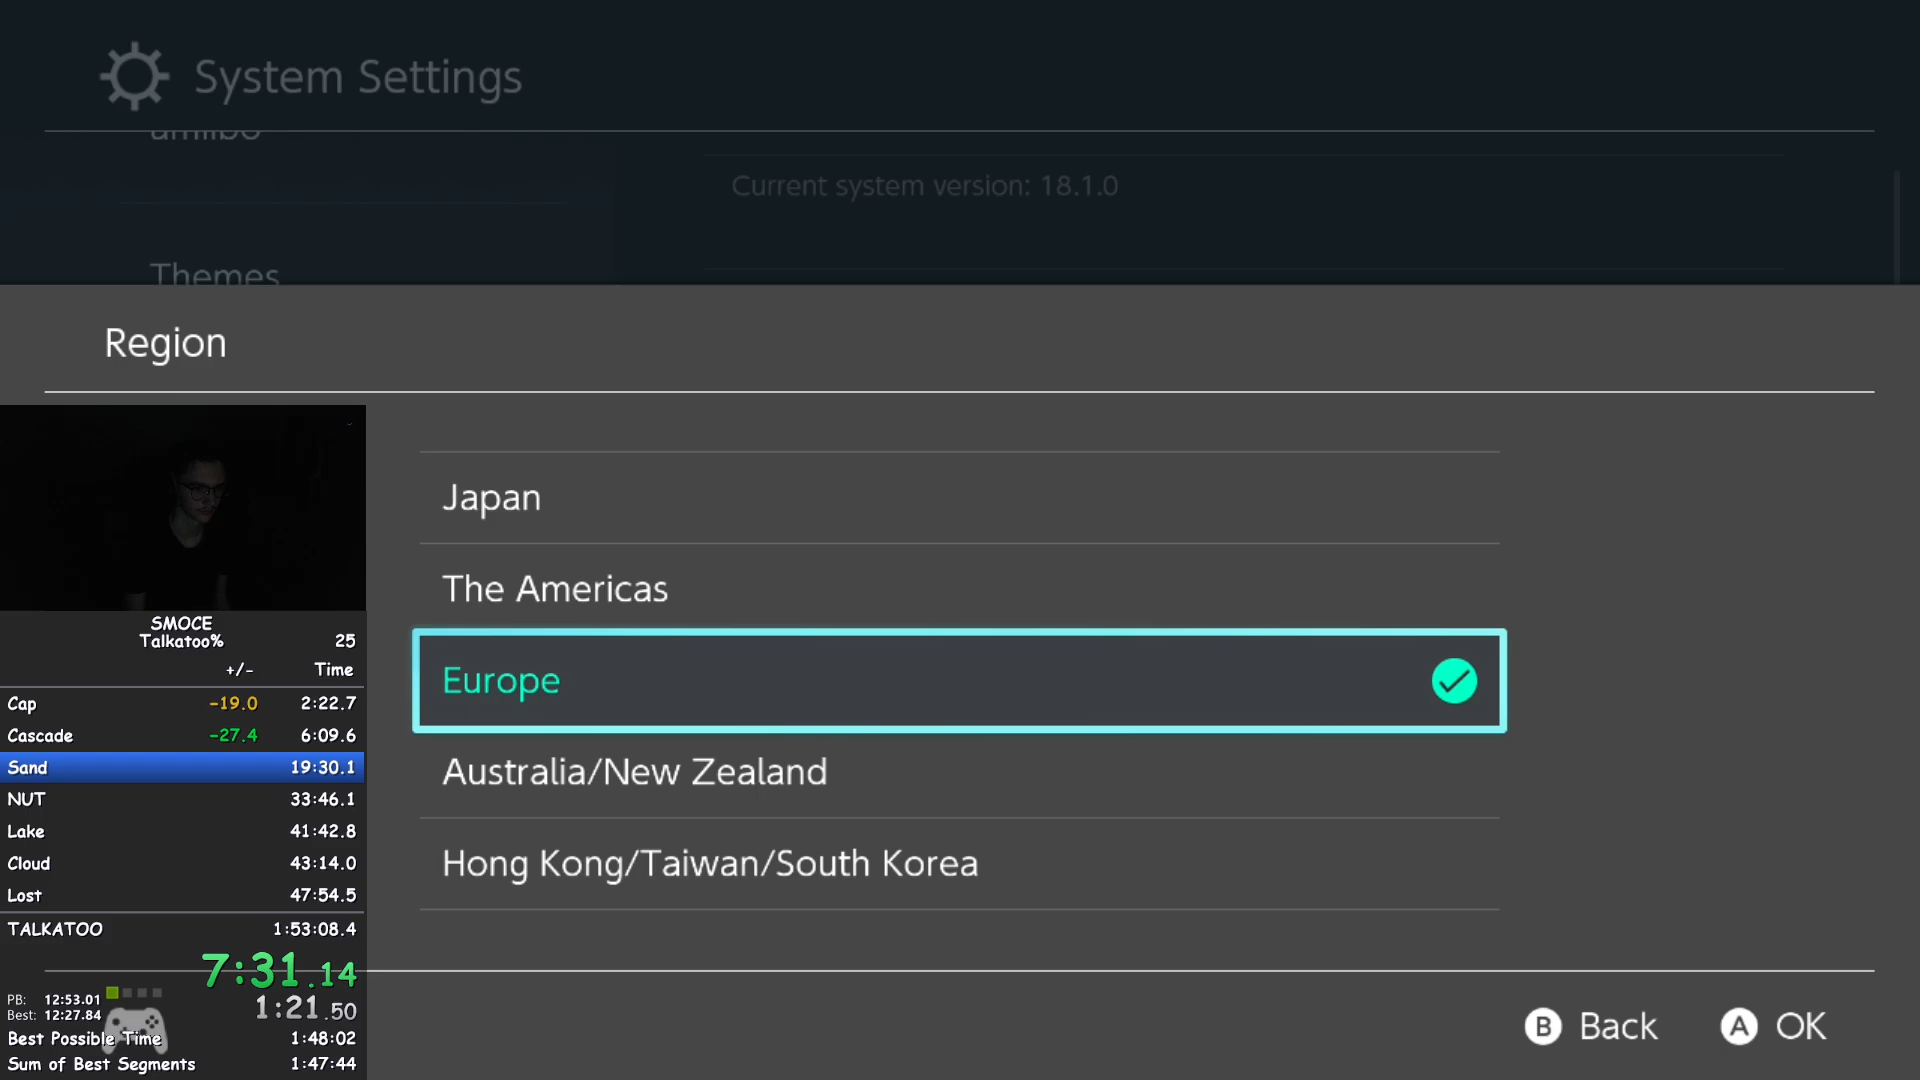 System Settings
amiibo
Current system version: 18.1.0
Themes
Region
Japan
The Americas
Europe
Australia/New Zealand
Hong Kong/Taiwan/South Korea
B Back A OK
SMOCE
Talkatoo% 25
+/- Time
Cap -19.0 2:22.7
Cascade -27.4 6:09.6
Sand 19:30.1
NUT 33:46.1
Lake 41:42.8
Cloud 43:14.0
Lost 47:54.5
TALKATOO 1:53:08.4
7:31.14
PB: 12:53.01
Best: 12:27.84
1:21.50
Best Possible Time 1:48:02
Sum of Best Segments 1:47:44